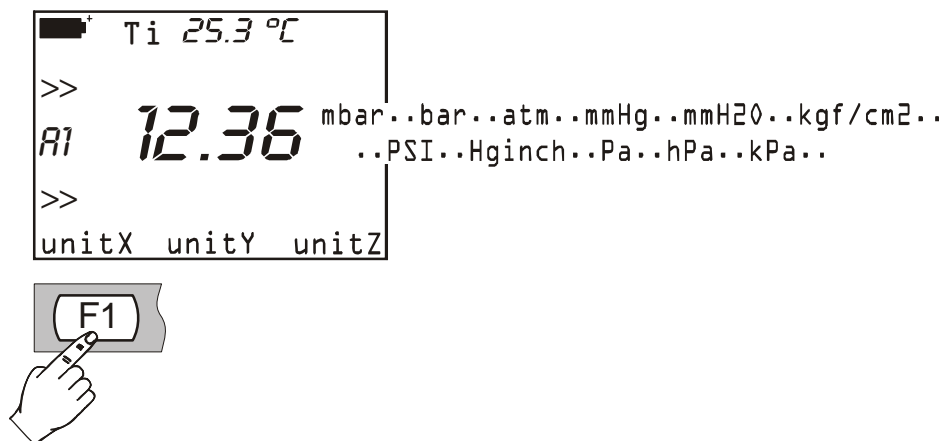 Ti 25.3 °C
>>
A1 12.36 mbar..bar..atm..mmHg..mmH20..kgf/cm2..
..PSI..Hginch..Pa..hPa..kPa..
>>
unitX unitY unitZ
F1